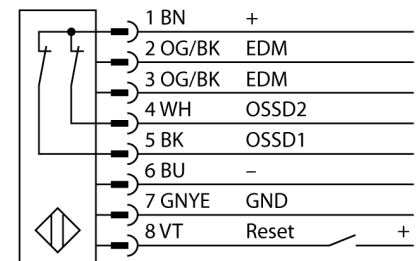 1 BN +
2 OG/BK EDM
3 OG/BK EDM
4 WH OSSD2
5 BK OSSD1
6 BU –
7 GNYE GND
8 VT Reset +